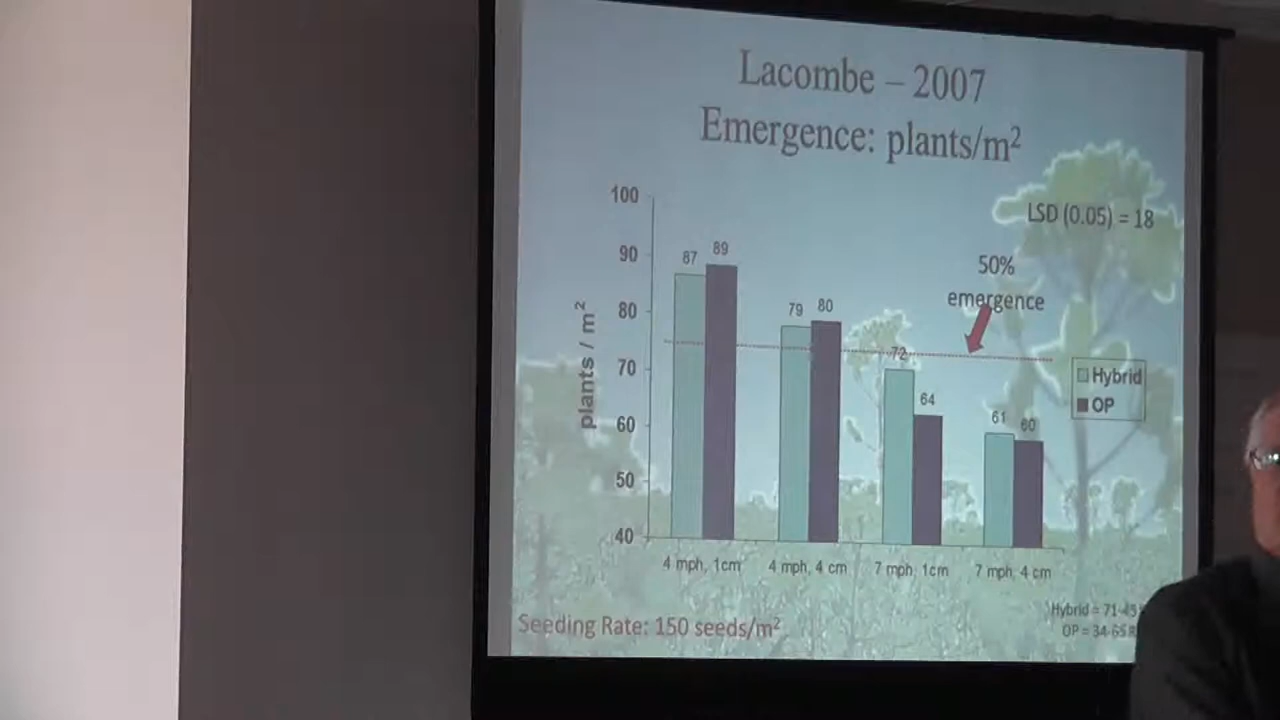 Lacombe – 2007
Emergence: plants/m²
LSD (0.05) = 18
50%
emergence
plants / m²
100
90
80
70
60
50
40
87 89
79 80
72 64
61 60
Hybrid
OP
4 mph, 1cm 4 mph, 4 cm 7 mph, 1cm 7 mph, 4 cm
Seeding Rate: 150 seeds/m²
Hybrid =
OP =